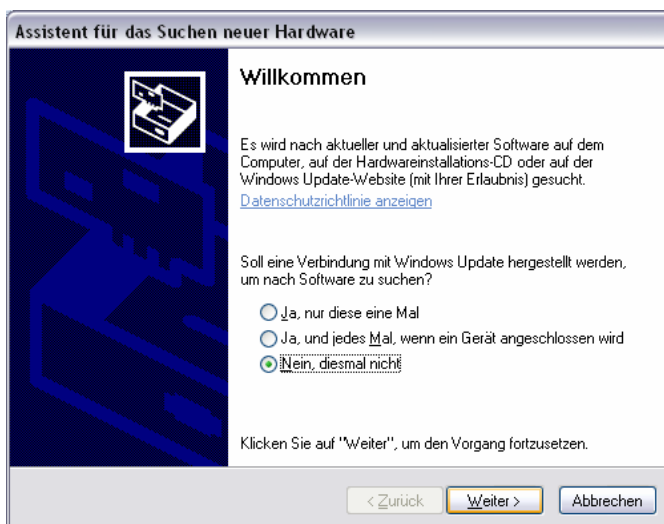 Assistent für das Suchen neuer Hardware
Willkommen
Es wird nach aktueller und aktualisierter Software auf dem
Computer, auf der Hardwareinstallations-CD oder auf der
Windows Update-Website (mit Ihrer Erlaubnis) gesucht.
Datenschutzrichtlinie anzeigen
Soll eine Verbindung mit Windows Update hergestellt werden,
um nach Software zu suchen?
Ja, nur diese eine Mal
Ja, und jedes Mal, wenn ein Gerät angeschlossen wird
Nein, diesmal nicht
Klicken Sie auf "Weiter", um den Vorgang fortzusetzen.
< Zurück Weiter > Abbrechen